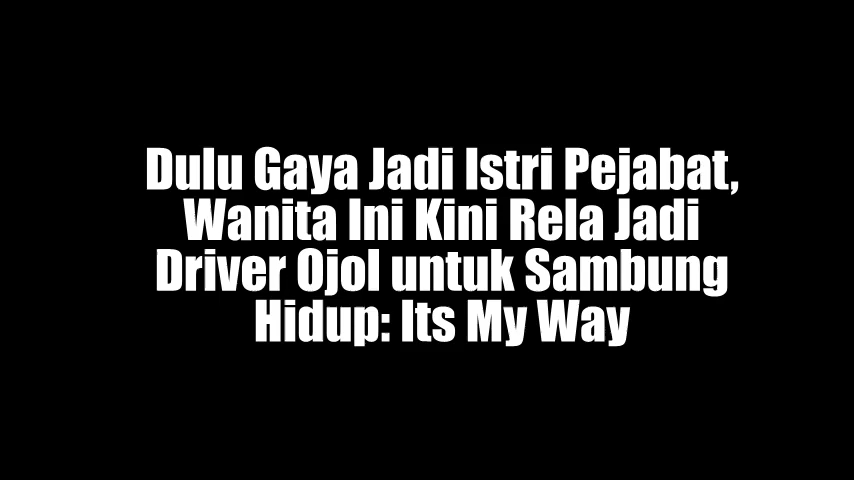 Dulu Gaya Jadi Istri Pejabat,
Wanita Ini Kini Rela Jadi
Driver Ojol untuk Sambung
Hidup: Its My Way